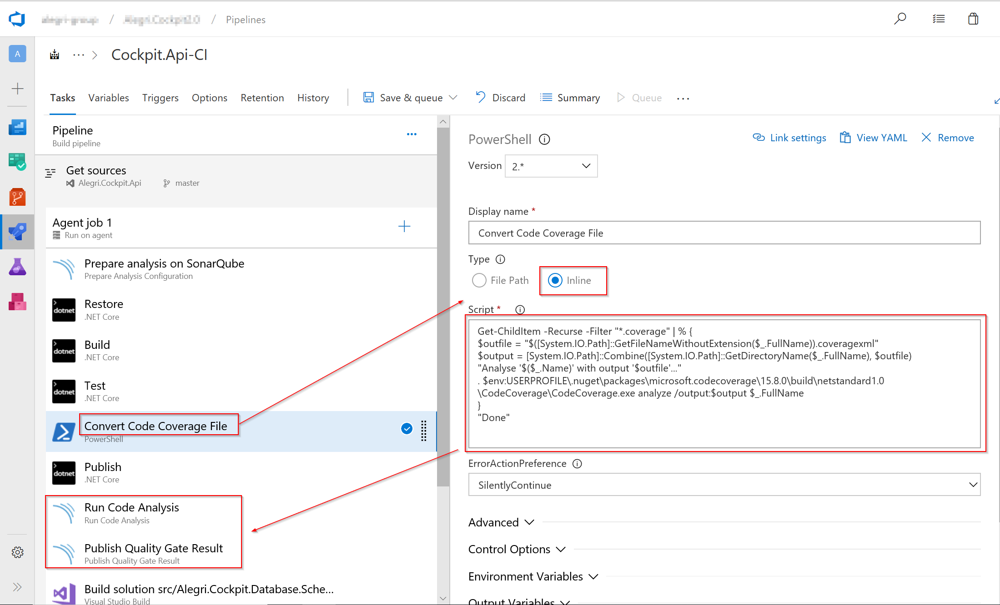 / / Pipelines
A
... > Cockpit.Api-CI
Tasks Variables Triggers Options Retention History Save & queue Discard Summary Queue ...
Pipeline
Build pipeline
Get sources
Alegri.Cockpit.Api master
Agent job 1
Run on agent
Prepare analysis on SonarQube
Prepare Analysis Configuration
Restore
.NET Core
Build
.NET Core
Test
.NET Core
Convert Code Coverage File
PowerShell
Publish
.NET Core
Run Code Analysis
Run Code Analysis
Publish Quality Gate Result
Publish Quality Gate Result
Build solution src/Alegri.Cockpit.Database.Sche...
Visual Studio Build
dotnet
dotnet
dotnet
dotnet
PowerShell Link settings View YAML Remove
Version 2.*
Display name *
Convert Code Coverage File
Type
File Path Inline
Script *
Get-ChildItem -Recurse -Filter "*.coverage" | % {
$outfile = "$([System.IO.Path]::GetFileNameWithoutExtension($_.FullName)).coveragexml"
$output = [System.IO.Path]::Combine([System.IO.Path]::GetDirectoryName($_.FullName), $outfile)
"Analyse '$($_.Name)' with output '$outfile'..."
. $env:USERPROFILE\.nuget\packages\microsoft.codecoverage\15.8.0\build\netstandard1.0
\CodeCoverage\CodeCoverage.exe analyze /output:$output $_.FullName
}
"Done"
ErrorActionPreference
SilentlyContinue
Advanced
Control Options
Environment Variables
Output Variables